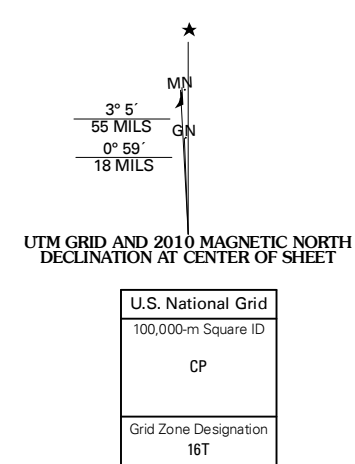 ★
MN
3° 5´
55 MILS
GN
0° 59´
18 MILS
UTM GRID AND 2010 MAGNETIC NORTH
DECLINATION AT CENTER OF SHEET
U.S. National Grid
100,000-m Square ID
CP
Grid Zone Designation
16T